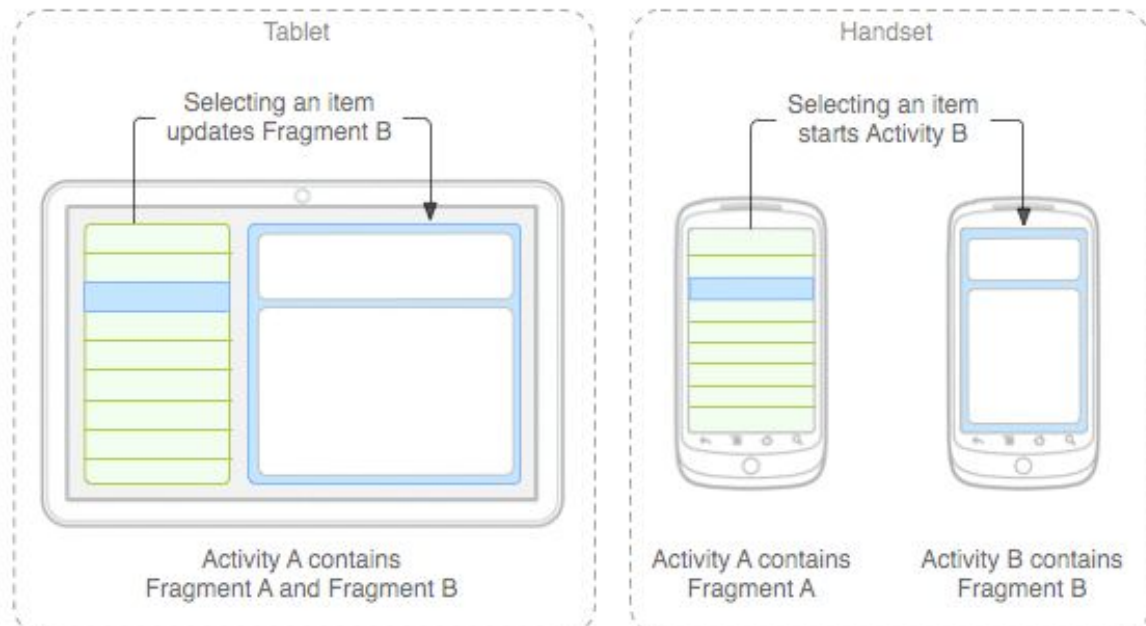 Tablet
Selecting an item
updates Fragment B
Activity A contains
Fragment A and Fragment B
Handset
Selecting an item
starts Activity B
Activity A contains
Fragment A
Activity B contains
Fragment B